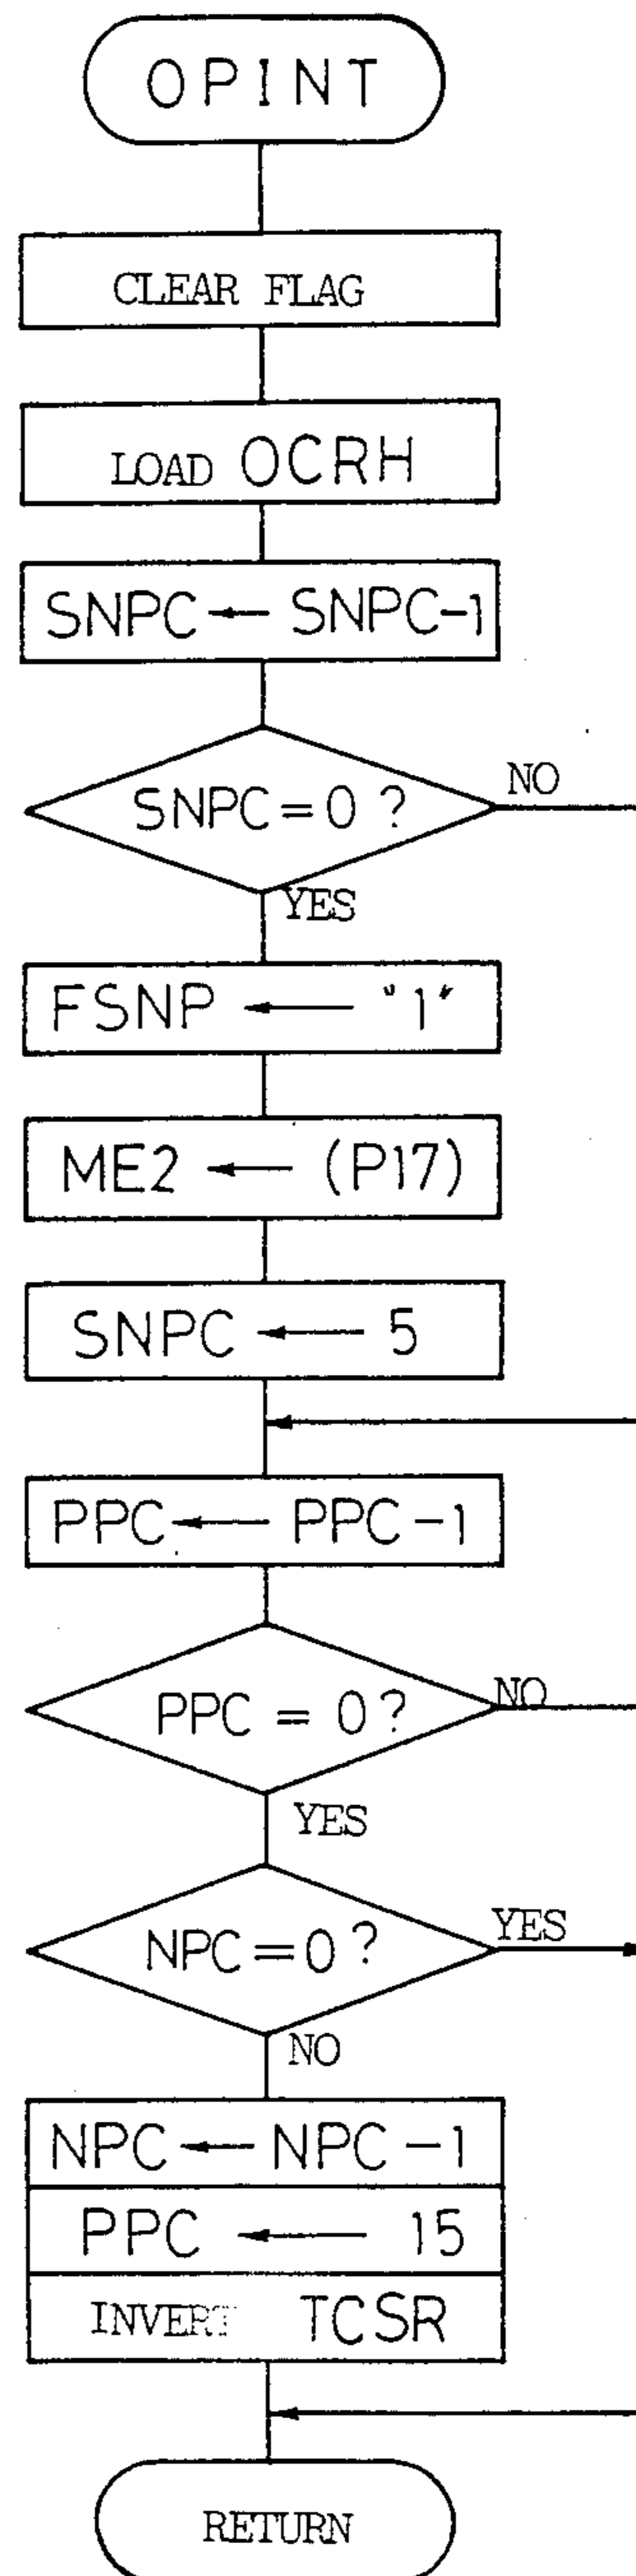 OPINT
CLEAR FLAG
LOAD OCRH
SNPC ← SNPC-1
SNPC=0?
NO
YES
FSNP ← "1"
ME2 ← (P17)
SNPC ← 5
PPC ← PPC-1
PPC = 0?
NO
YES
NPC=0?
YES
NO
NPC ← NPC-1
PPC ← 15
INVERT TCSR
RETURN